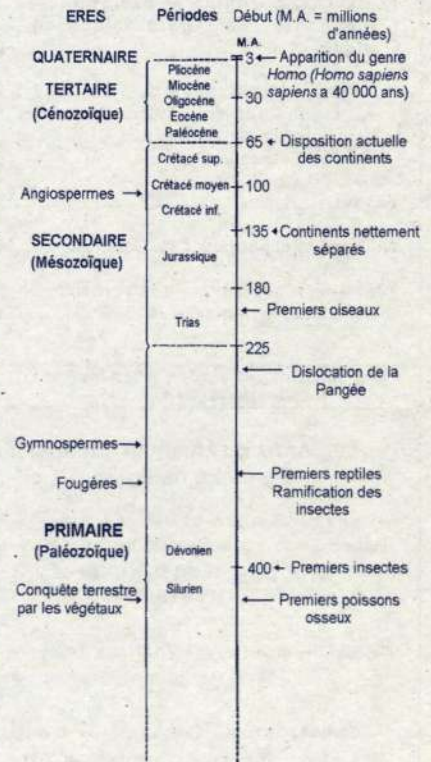 ERES Périodes Début (M.A. = millions
d'années)
M.A.
QUATERNAIRE 3 Apparition du genre
Pliocène Homo (Homo sapiens
Miocène sapiens a 40 000 ans)
TERTAIRE Oligocène 30
(Cénozoïque) Eocène
Paléocène
65 Disposition actuelle
des continents
Crétacé sup.
Angiospermes Crétacé moyen 100
Crétacé inf.
135 Continents nettement
séparés
SECONDAIRE
(Mésozoïque) Jurassique
180
Premiers oiseaux
Trias
225
Dislocation de la
Pangée
Gymnospermes
Fougères Premiers reptiles
Ramification des
insectes
PRIMAIRE
(Paléozoïque) Dévonien
400 Premiers insectes
Conquête terrestre Silurien
par les végétaux Premiers poissons
osseux